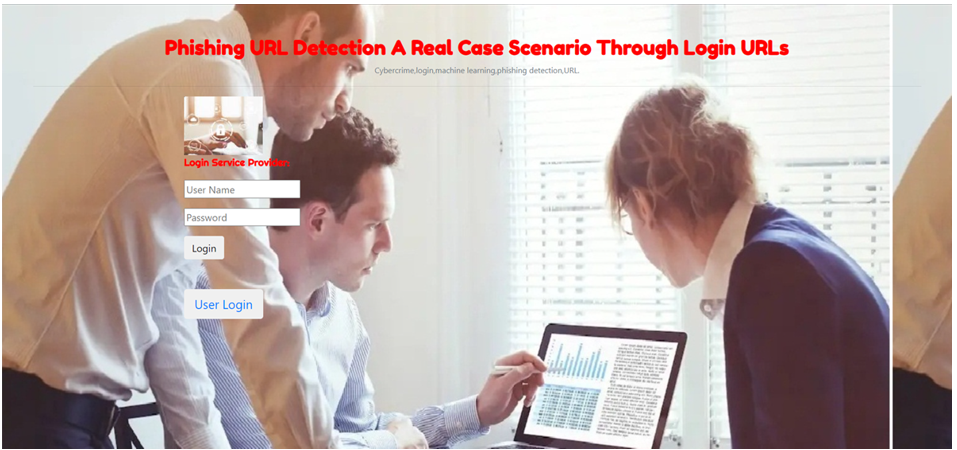 Phishing URL Detection A Real Case Scenario Through Login URLs
Cybercrime,login,machine learning,phishing detection,URL.
Login Service Provider:
User Name
Password
Login
User Login